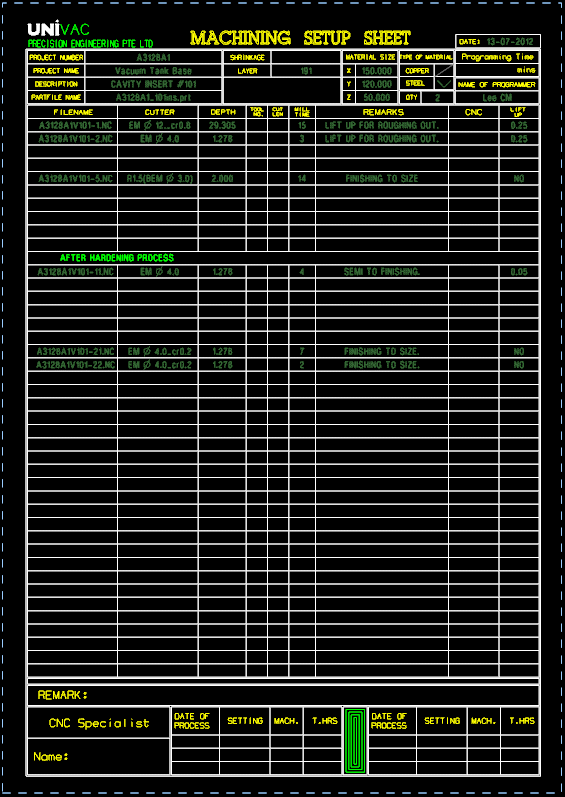 UNiVAC
PRECISION ENGINEERING PTE LTD
MACHINING SETUP SHEET
DATE: 13-07-2012
PROJECT NUMBER A3128A1 SHRINKAGE MATERIAL SIZE TYPE OF MATERIAL Programming Time
PROJECT NAME Vacuum Tank Base LAYER 191 X 150.000 COPPER mins
DESCRIPTION CAVITY INSERT #101 Y 120.000 STEEL NAME OF PROGRAMMER
PARTFILE NAME A3128A1_101ins.prt Z 50.000 QTY 2 Lee CM
FILENAME CUTTER DEPTH TOOL NO. CUT LEN MILL TIME REMARKS CNC LIFT UP
A3128A1V101-1.NC EM Ø 12_cr0.8 29.305 15 LIFT UP FOR ROUGHING OUT. 0.25
A3128A1V101-2.NC EM Ø 4.0 1.278 3 LIFT UP FOR ROUGHING OUT. 0.25
A3128A1V101-5.NC R1.5(BEM Ø 3.0) 2.000 14 FINISHING TO SIZE NO
AFTER HARDENING PROCESS
A3128A1V101-11.NC EM Ø 4.0 1.278 4 SEMI TO FINISHING. 0.05
A3128A1V101-21.NC EM Ø 4.0_cr0.2 1.278 7 FINISHING TO SIZE. NO
A3128A1V101-22.NC EM Ø 4.0_cr0.2 1.278 2 FINISHING TO SIZE. NO
REMARK:
CNC Specialist DATE OF PROCESS SETTING MACH. T.HRS DATE OF PROCESS SETTING MACH. T.HRS
Name: